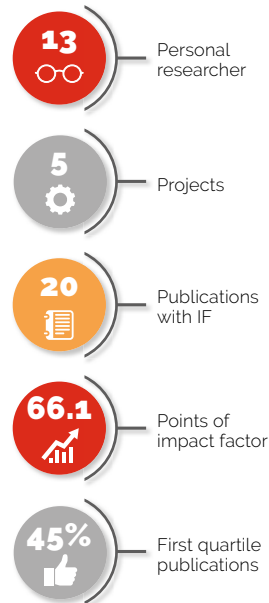 13
Personal
researcher
5
Projects
20
Publications
with IF
66.1
Points of
impact factor
45%
First quartile
publications